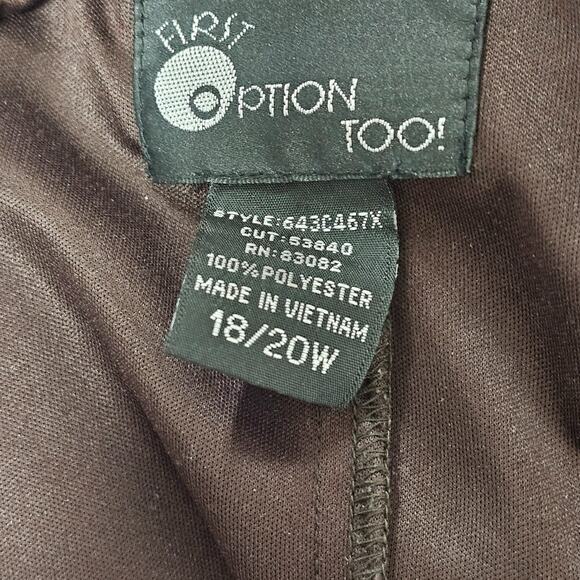 FIRST
OPTION
TOO!
STYLE:643C467X
CUT:53840
RN:83082
100%POLYESTER
MADE IN VIETNAM
18/20W